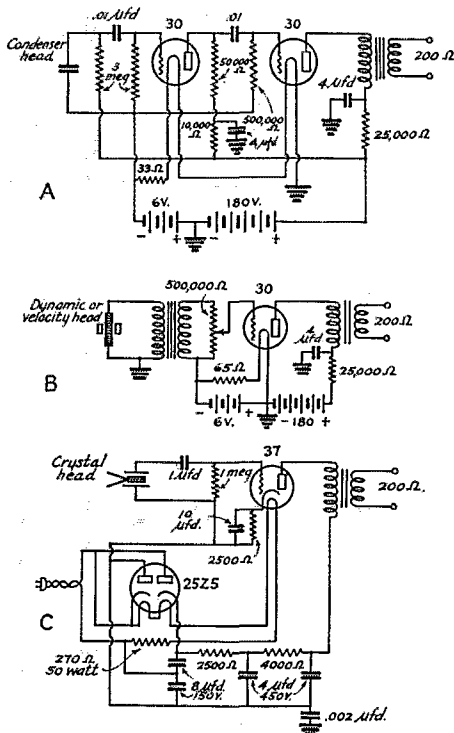 .01 μfd
30
.01
30
Condenser
head
3
meg
50000
Ω
10,000
Ω
4 μfd
500,000
Ω
4 μfd
200 Ω
25,000 Ω
33 Ω
A
6V.
180V.
- + - +
Dynamic or
velocity head
500,000 Ω
30
4
μfd
200 Ω
25,000 Ω
65 Ω
B
- 6V. + - 180 +
Crystal
head
.1 μfd
1 meg
37
10
μfd.
2500 Ω
200 Ω.
25Z5
C
270 Ω
50 watt
8 μfd
150v.
2500 Ω
4000 Ω
4 μfd
450v.
.002 μfd.